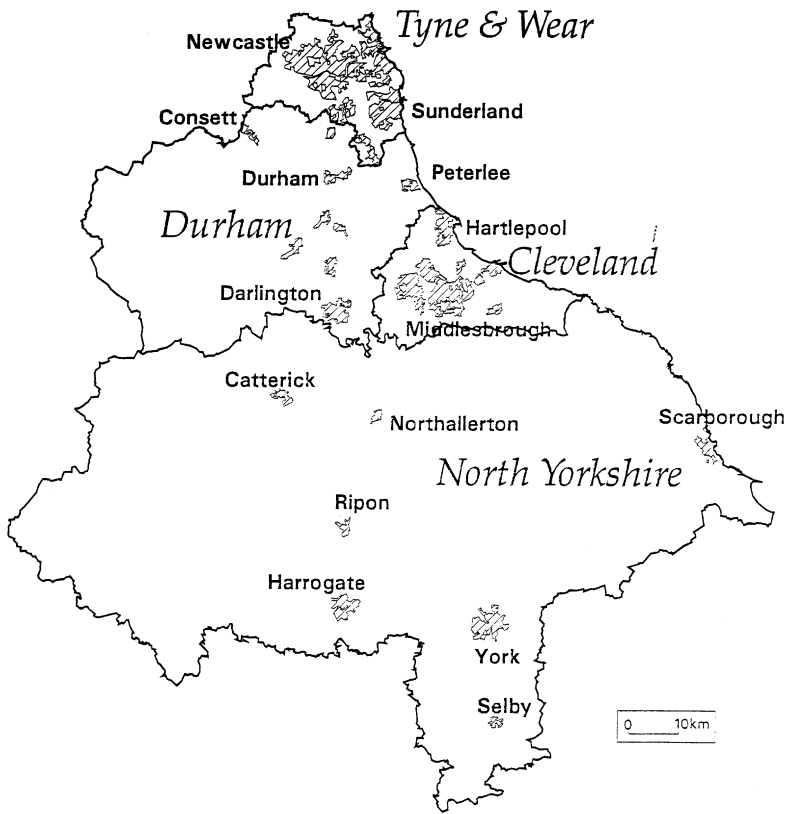 Tyne & Wear
Newcastle
Sunderland
Consett
Durham
Peterlee
Durham
Hartlepool
Cleveland
Darlington
Middlesbrough
Catterick
Northallerton
Scarborough
North Yorkshire
Ripon
Harrogate
York
Selby
0 10km